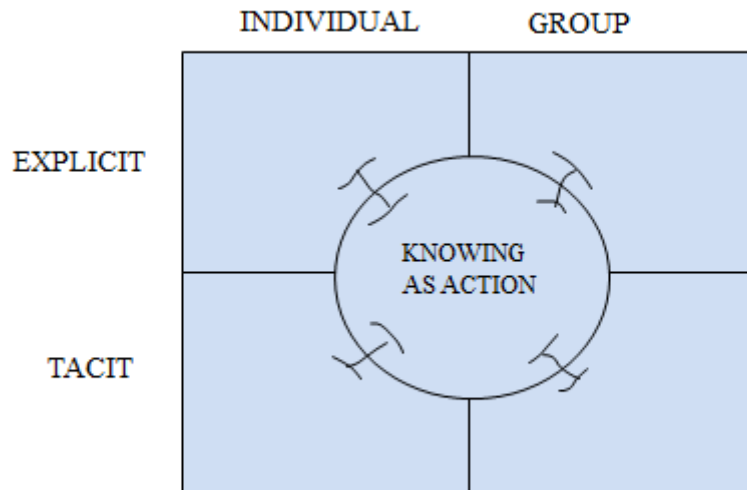 INDIVIDUAL GROUP
EXPLICIT
KNOWING
AS ACTION
TACIT